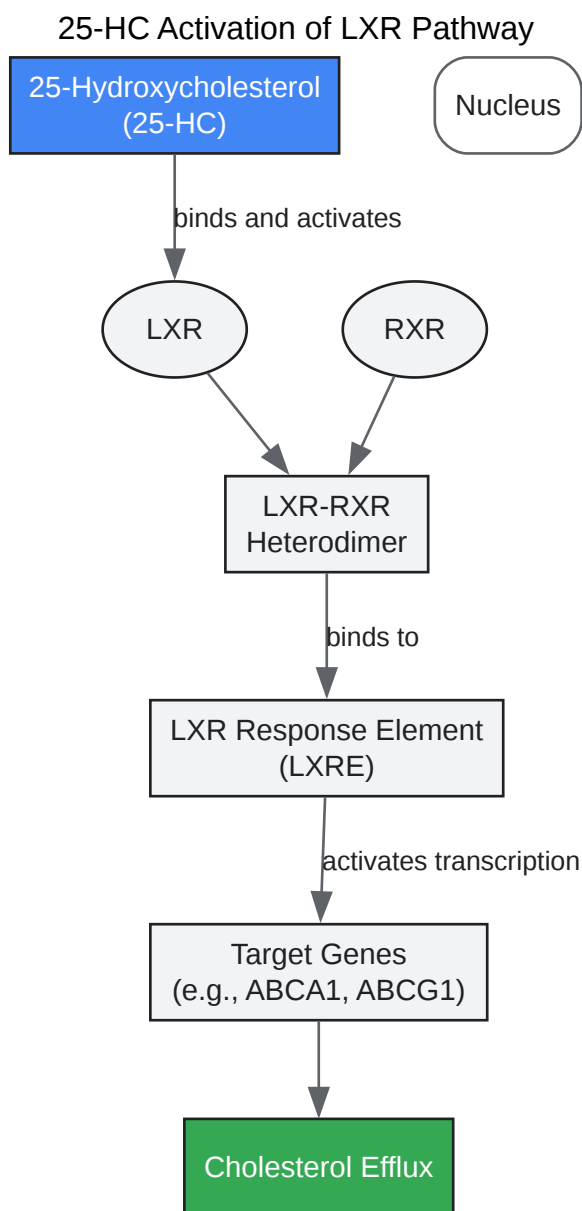 25-HC Activation of LXR Pathway
25-Hydroxycholesterol
(25-HC)
Nucleus
binds and activates
LXR
RXR
LXR-RXR
Heterodimer
binds to
LXR Response Element
(LXRE)
activates transcription
Target Genes
(e.g., ABCA1, ABCG1)
Cholesterol Efflux